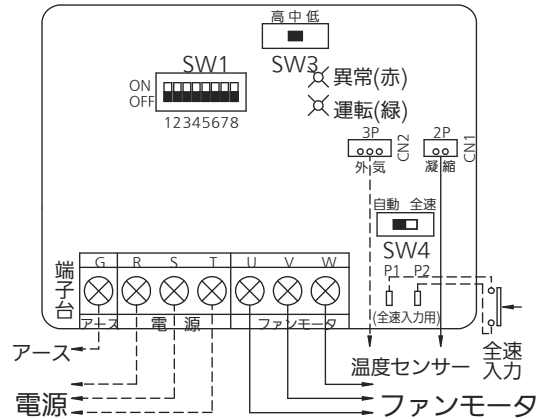 高中低
SW1
SW3
異常(赤)
ON
OFF
運転(緑)
12345678
3P
2P
CN2
CN1
外気
凝縮
自動 全速
SW4
端子台
G R S T U V W
P1 P2
アース 電源 ファンモータ
(全速入力用)
アース
温度センサー
全速入力
電源
ファンモータ